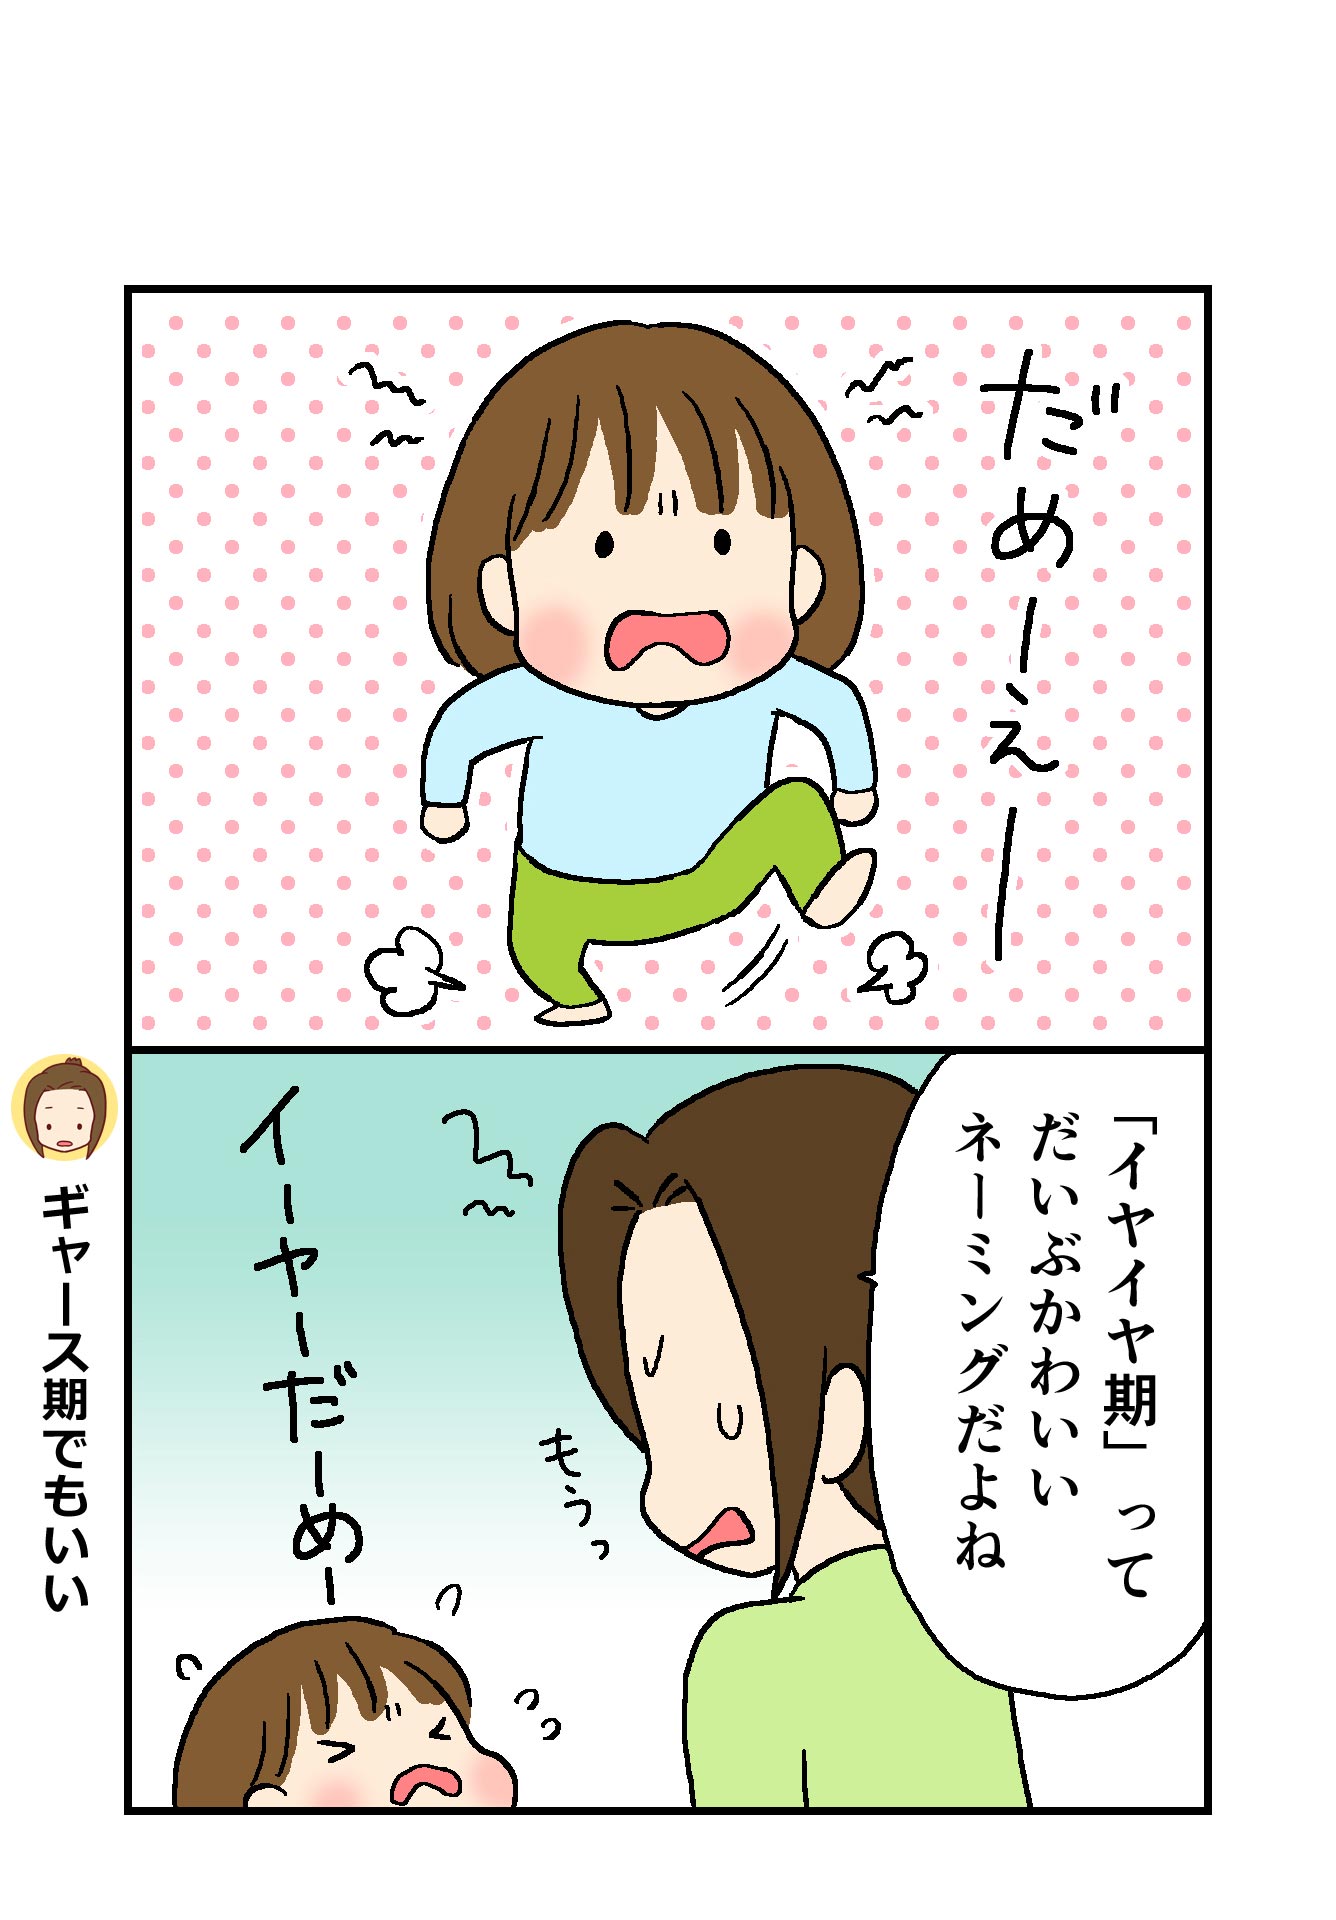 だめーえー
「イヤイヤ期」って
だいぶかわいい
ネーミングだよね
もうっ
イーヤーだーめー
ギャース期でもいい